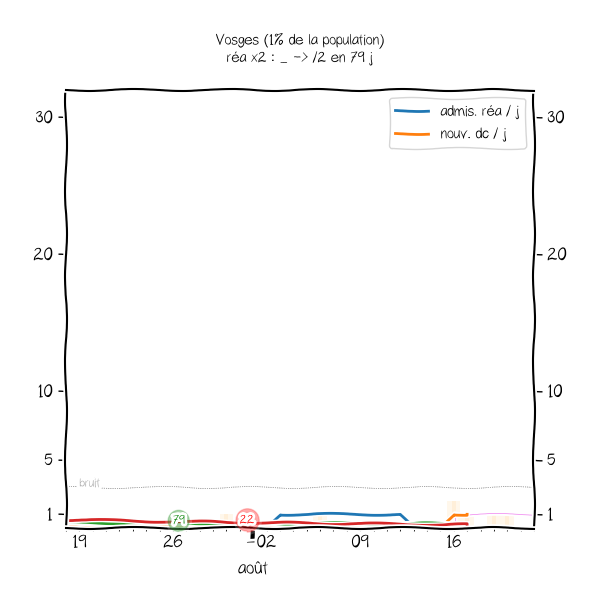 Vosges (1% de la population)
réa x2 : _ -> /2 en 79 j
admis. réa / j
nouv. dc / j
30
30
20
20
10
10
5
5
bruit
1
79
22
1
19
26
02
09
16
août